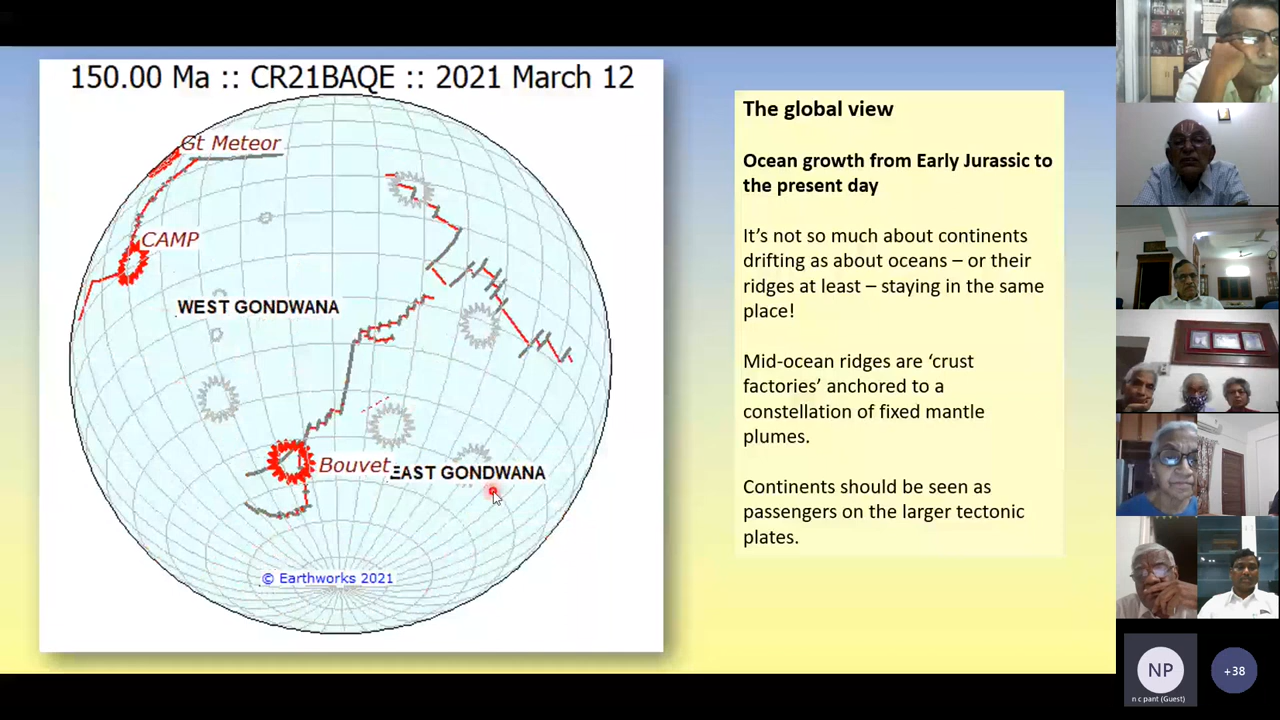 150.00 Ma :: CR21BAQE :: 2021 March 12
Gt Meteor
CAMP
WEST GONDWANA
Bouvet
EAST GONDWANA
© Earthworks 2021
The global view
Ocean growth from Early Jurassic to
the present day
It’s not so much about continents
drifting as about oceans – or their
ridges at least – staying in the same
place!
Mid-ocean ridges are ‘crust
factories’ anchored to a
constellation of fixed mantle
plumes.
Continents should be seen as
passengers on the larger tectonic
plates.
NP
n c pant (Guest)
+38